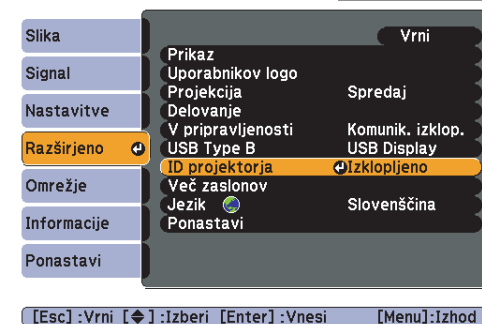 Slika
Signal
Nastavitve
Razširjeno
Omrežje
Informacije
Ponastavi
Vrni
Prikaz
Uporabnikov logo
Projekcija Spredaj
Delovanje
V pripravljenosti Komunik. izklop.
USB Type B USB Display
ID projektorja Izklopljeno
Več zaslonov
Jezik Slovenščina
Ponastavi
[Esc] :Vrni [◆] :Izberi [Enter] :Vnesi [Menu]:Izhod